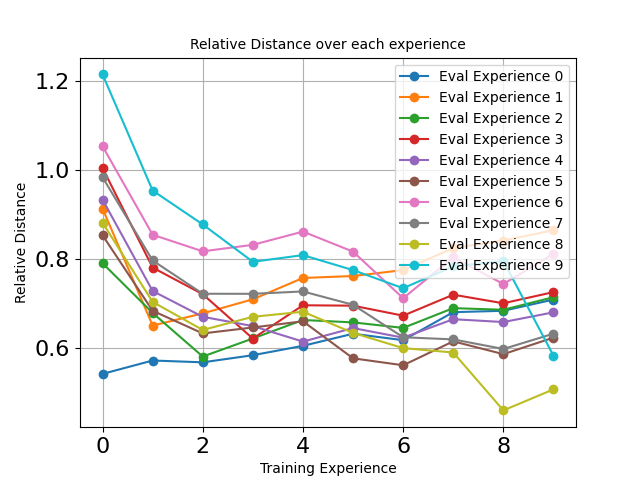 Relative Distance over each experience
1.2
1.0
0.8
0.6
Relative Distance
Eval Experience 0
Eval Experience 1
Eval Experience 2
Eval Experience 3
Eval Experience 4
Eval Experience 5
Eval Experience 6
Eval Experience 7
Eval Experience 8
Eval Experience 9
0 2 4 6 8
Training Experience